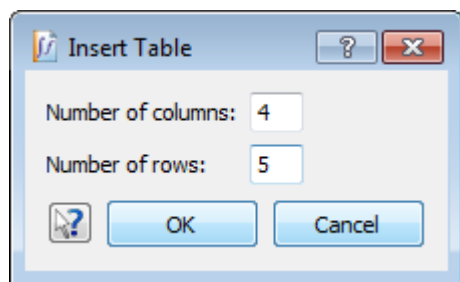 Insert Table
Number of columns: 4
Number of rows: 5
OK Cancel